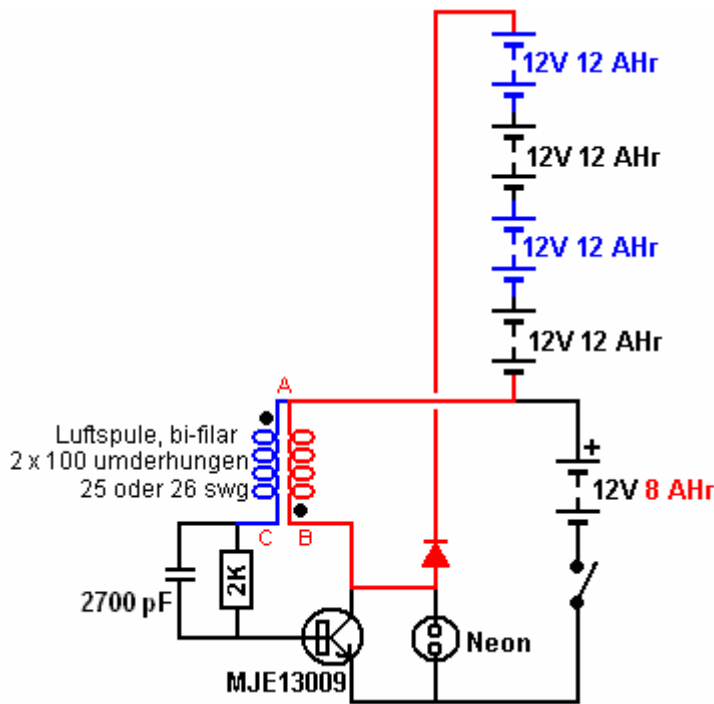 12V 12 AHr
12V 12 AHr
12V 12 AHr
12V 12 AHr
A
Luftspule, bi-filar
2 x 100 umderhungen
25 oder 26 swg
+
12V 8 AHr
C
B
2K
2700 pF
Neon
MJE13009